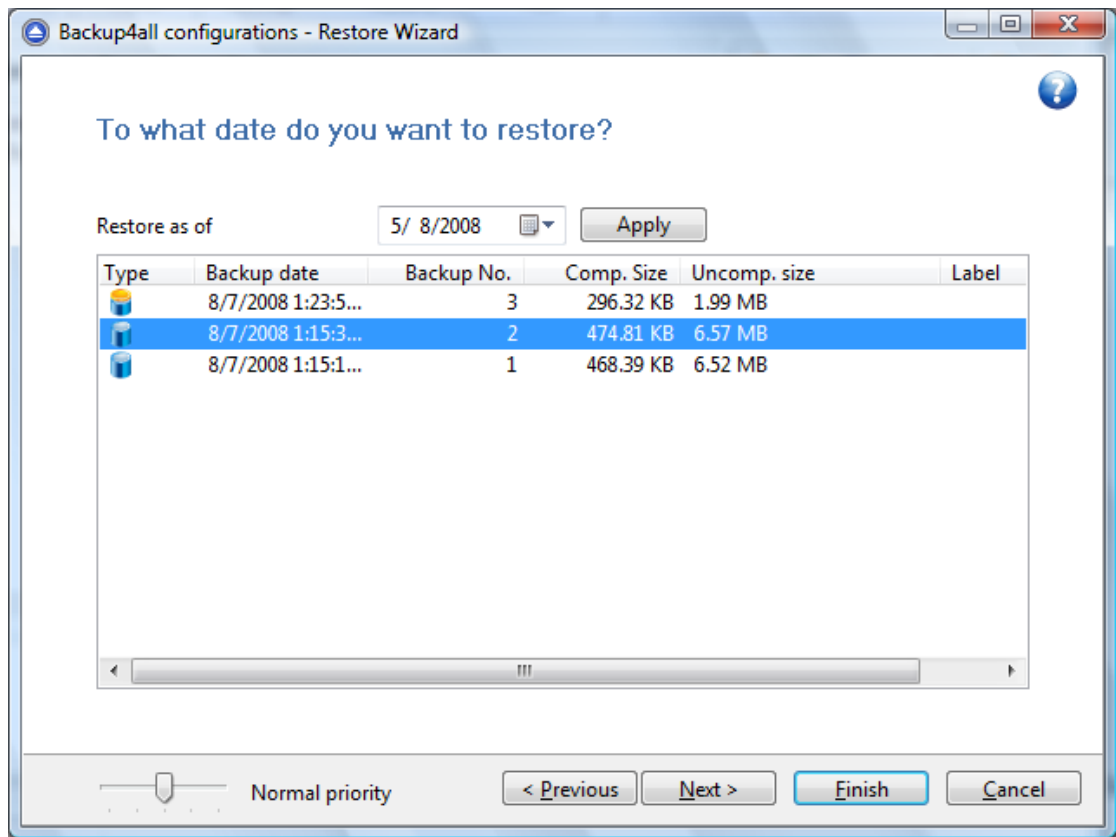 Backup4all configurations - Restore Wizard
To what date do you want to restore?
Restore as of 5/ 8/2008 Apply
Type Backup date Backup No. Comp. Size Uncomp. size Label
8/7/2008 1:23:5... 3 296.32 KB 1.99 MB
8/7/2008 1:15:3... 2 474.81 KB 6.57 MB
8/7/2008 1:15:1... 1 468.39 KB 6.52 MB
Normal priority < Previous Next > Finish Cancel